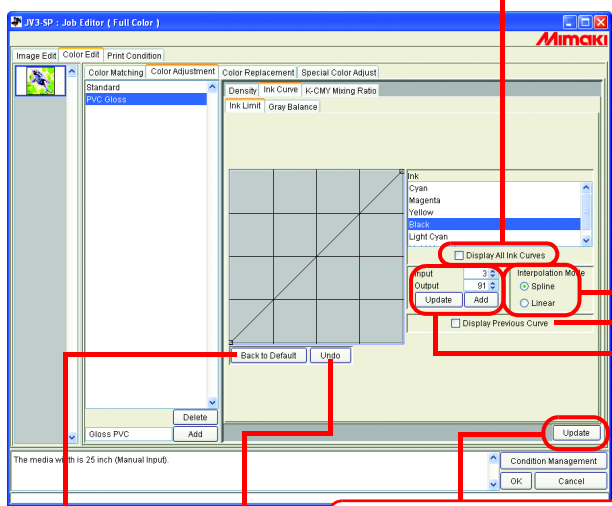 JV3-SP : Job Editor ( Full Color )
Mimaki
Image Edit Color Edit Print Condition
Color Matching Color Adjustment Color Replacement Special Color Adjust
Standard
PVC Gloss
Density Ink Curve K-CMY Mixing Ratio
Ink Limit Gray Balance
Ink
Cyan
Magenta
Yellow
Black
Light Cyan
Display All Ink Curves
Input 3
Output 91
Update Add
Interpolation Mode
Spline
Linear
Display Previous Curve
Back to Default Undo
Delete
Gloss PVC Add
Update
The media width is 25 inch (Manual Input).
Condition Management
OK Cancel